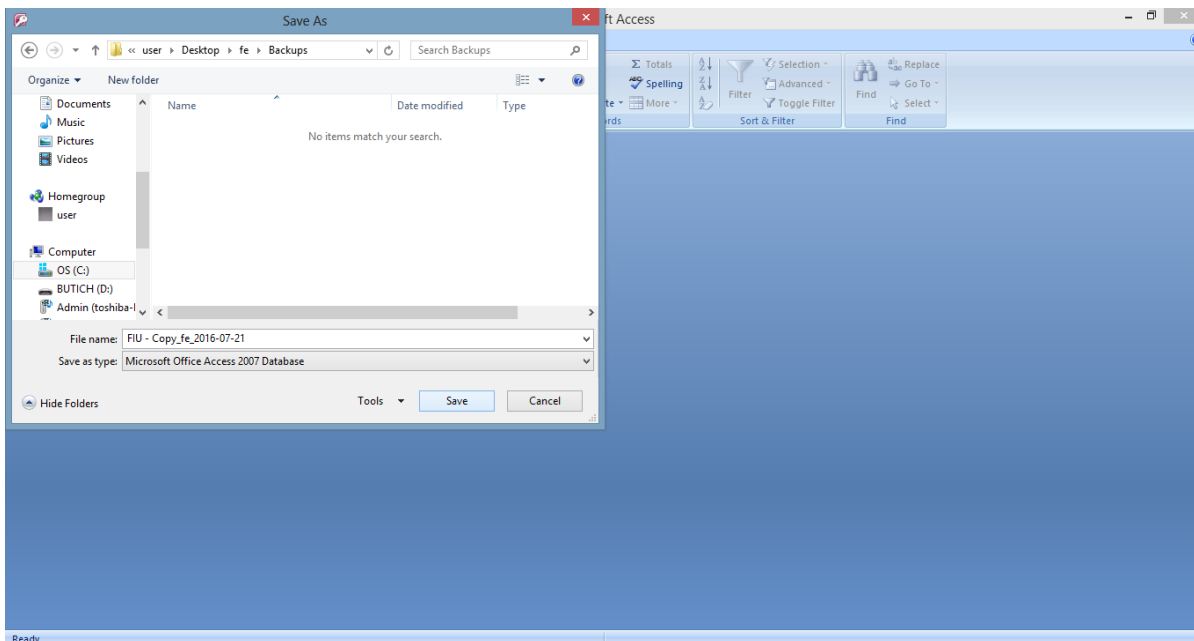 Save As
ft Access
« user Desktop fe Backups
Search Backups
Organize
New folder
Documents
Music
Pictures
Videos
Homegroup
user
Computer
OS (C:)
BUTICH (D:)
Admin (toshiba-l
Name Date modified Type
No items match your search.
File name: FIU - Copy_fe_2016-07-21
Save as type: Microsoft Office Access 2007 Database
Hide Folders
Tools
Save
Cancel
Σ Totals
Spelling
te
More
rds
Filter
Selection
Advanced
Toggle Filter
Sort & Filter
Find
Replace
Go To
Select
Find
Ready